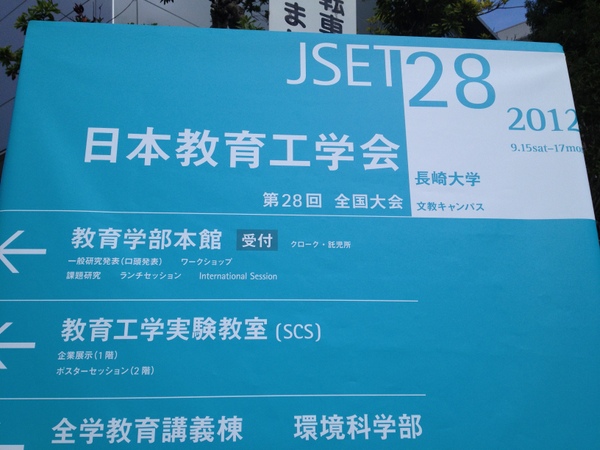 転車
ま
JSET28
2012
9.15sat–17mo
日本教育工学会
長崎大学
第28回 全国大会
文教キャンパス
教育学部本館 受付 クローク・託児所
一般研究発表(口頭発表) ワークショップ
課題研究 ランチセッション International Session
教育工学実験教室 (SCS)
企業展示(1階)
ポスターセッション(2階)
全学教育講義棟 環境科学部